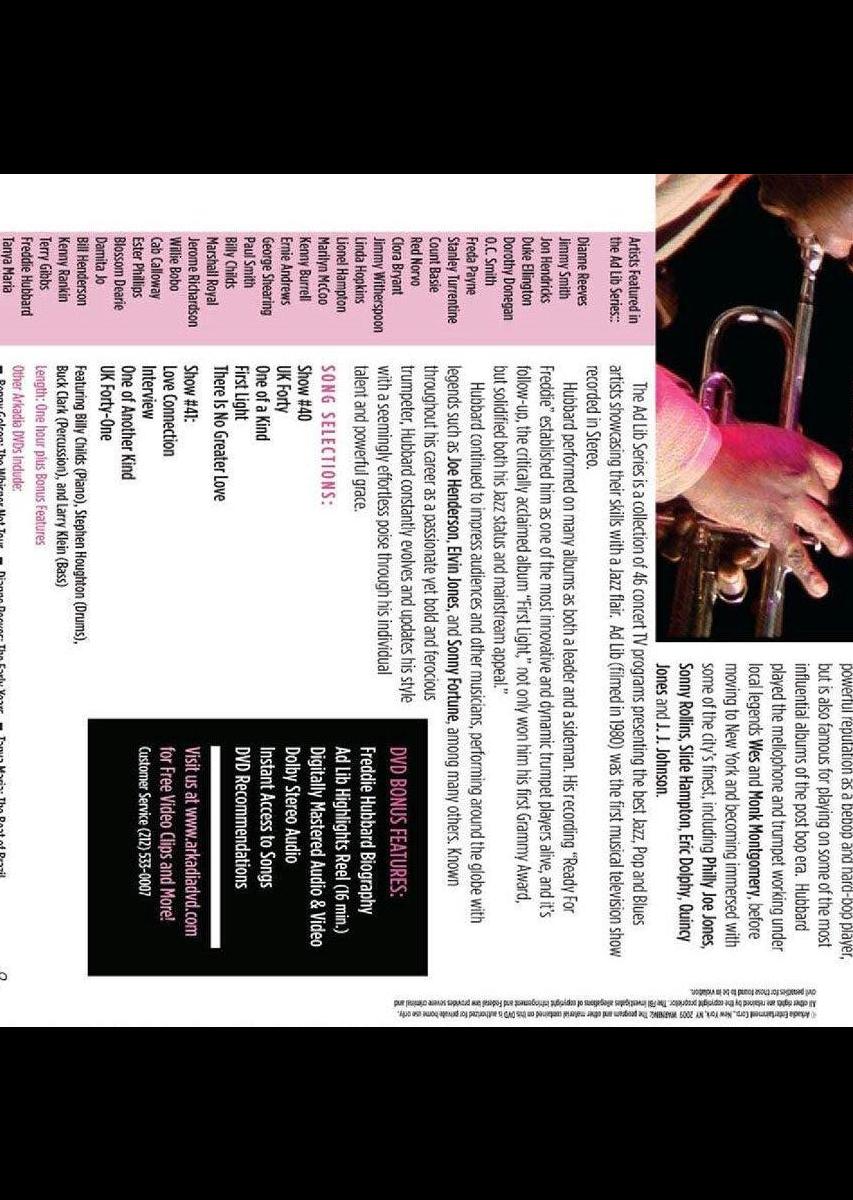 powerful reputation as a bebop and hard-bop player,
but is also famous for playing on some of the most
influential albums of the post bop era. Hubbard
played the mellophone and trumpet working under
local legends Wes and Monk Montgomery, before
moving to New York and becoming immersed with
some of the city's finest, including Philly Joe Jones,
Sonny Rollins, Slide Hampton, Eric Dolphy, Quincy
Jones and J. J. Johnson.
The Ad Lib Series is a collection of 46 concert TV programs presenting the best Jazz, Pop and Blues
artists showcasing their skills with a Jazz flair. Ad Lib (filmed in 1980) was the first musical television show
recorded in Stereo.
Hubbard performed on many albums as both a leader and a sideman. His recording "Ready For
Freddie" established him as one of the most innovative and dynamic trumpet players alive, and it's
follow-up, the critically acclaimed album "First Light," not only won him his first Grammy Award,
but solidified both his Jazz status and mainstream appeal."
Hubbard continued to impress audiences and other musicians, performing around the globe with
legends such as Joe Henderson, Elvin Jones, and Sonny Fortune, among many others. Known
throughout his career as a passionate yet bold and ferocious
trumpeter, Hubbard constantly evolves and updates his style
with a seemingly effortless poise through his individual
talent and powerful grace.
SONG SELECTIONS:
Show #40
UK Forty
One of a Kind
First Light
There Is No Greater Love
Show #41:
Love Connection
Interview
One of Another Kind
UK Forty-One
Featuring Billy Childs (Piano), Stephen Houghton (Drums),
Buck Clark (Percussion), and Larry Klein (Bass)
Length: One hour plus Bonus Features
Other Arkadia DVDs Include:
■ Benny Golson: The Whisper Not Tour ■ Dianne Reeves: The Early Years ■ Tanya Maria: The Beat of Brazil
Artists Featured in
the Ad Lib Series::
Dianne Reeves
Jimmy Smith
Jon Hendricks
Duke Ellington
Dorothy Donegan
O.C. Smith
Freda Payne
Stanley Turrentine
Count Basie
Red Norvo
Clora Bryant
Jimmy Witherspoon
Linda Hopkins
Lionel Hampton
Marilyn McCoo
Kenny Burrell
Ernie Andrews
George Shearing
Paul Smith
Billy Childs
Marshall Royal
Jerome Richardson
Willie Bobo
Cab Calloway
Ester Phillips
Blossom Dearie
Damita Jo
Bill Henderson
Kenny Rankin
Terry Gibbs
Freddie Hubbard
Tanya Maria
DVD BONUS FEATURES:
Freddie Hubbard Biography
Ad Lib Highlights Reel (16 min.)
Digitally Mastered Audio & Video
Dolby Stereo Audio
Instant Access to Songs
DVD Recommendations
Visit us at www.arkadiadvd.com
for Free Video Clips and More!
Customer Service (212) 533-0007
© Arkadia Entertainment Corp., New York, NY 2009 WARNING: The program and other material contained on this DVD is authorized for private home use only.
All other rights are retained by the copyright proprietor. The FBI investigates allegations of copyright infringement and Federal law provides severe criminal and
civil penalties for those found to be in violation.